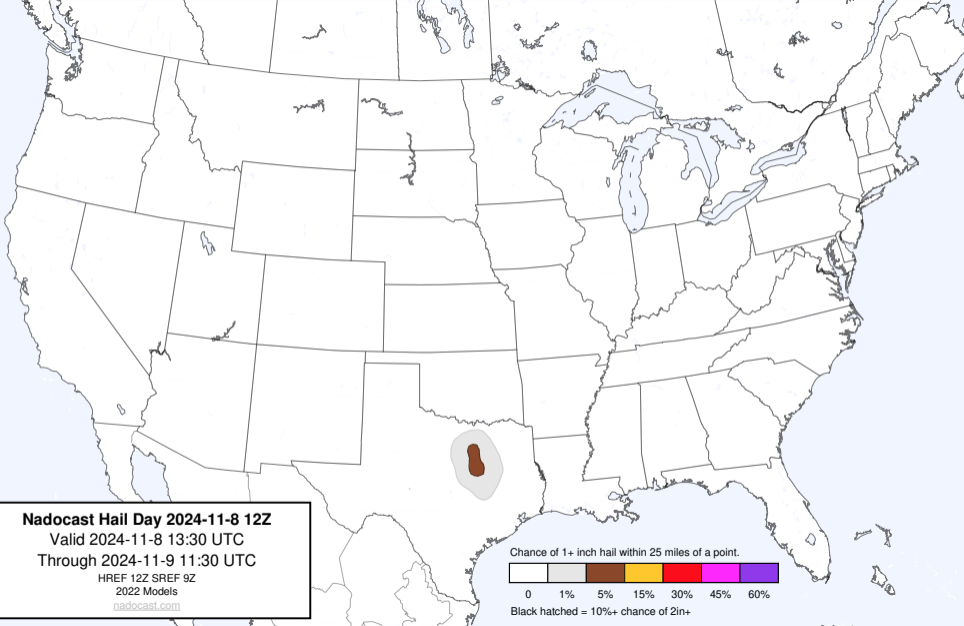 Nadocast Hail Day 2024-11-8 12Z
Valid 2024-11-8 13:30 UTC
Through 2024-11-9 11:30 UTC
HREF 12Z SREF 9Z
2022 Models
nadocast.com
Chance of 1+ inch hail within 25 miles of a point.
0 1% 5% 15% 30% 45% 60%
Black hatched = 10%+ chance of 2in+